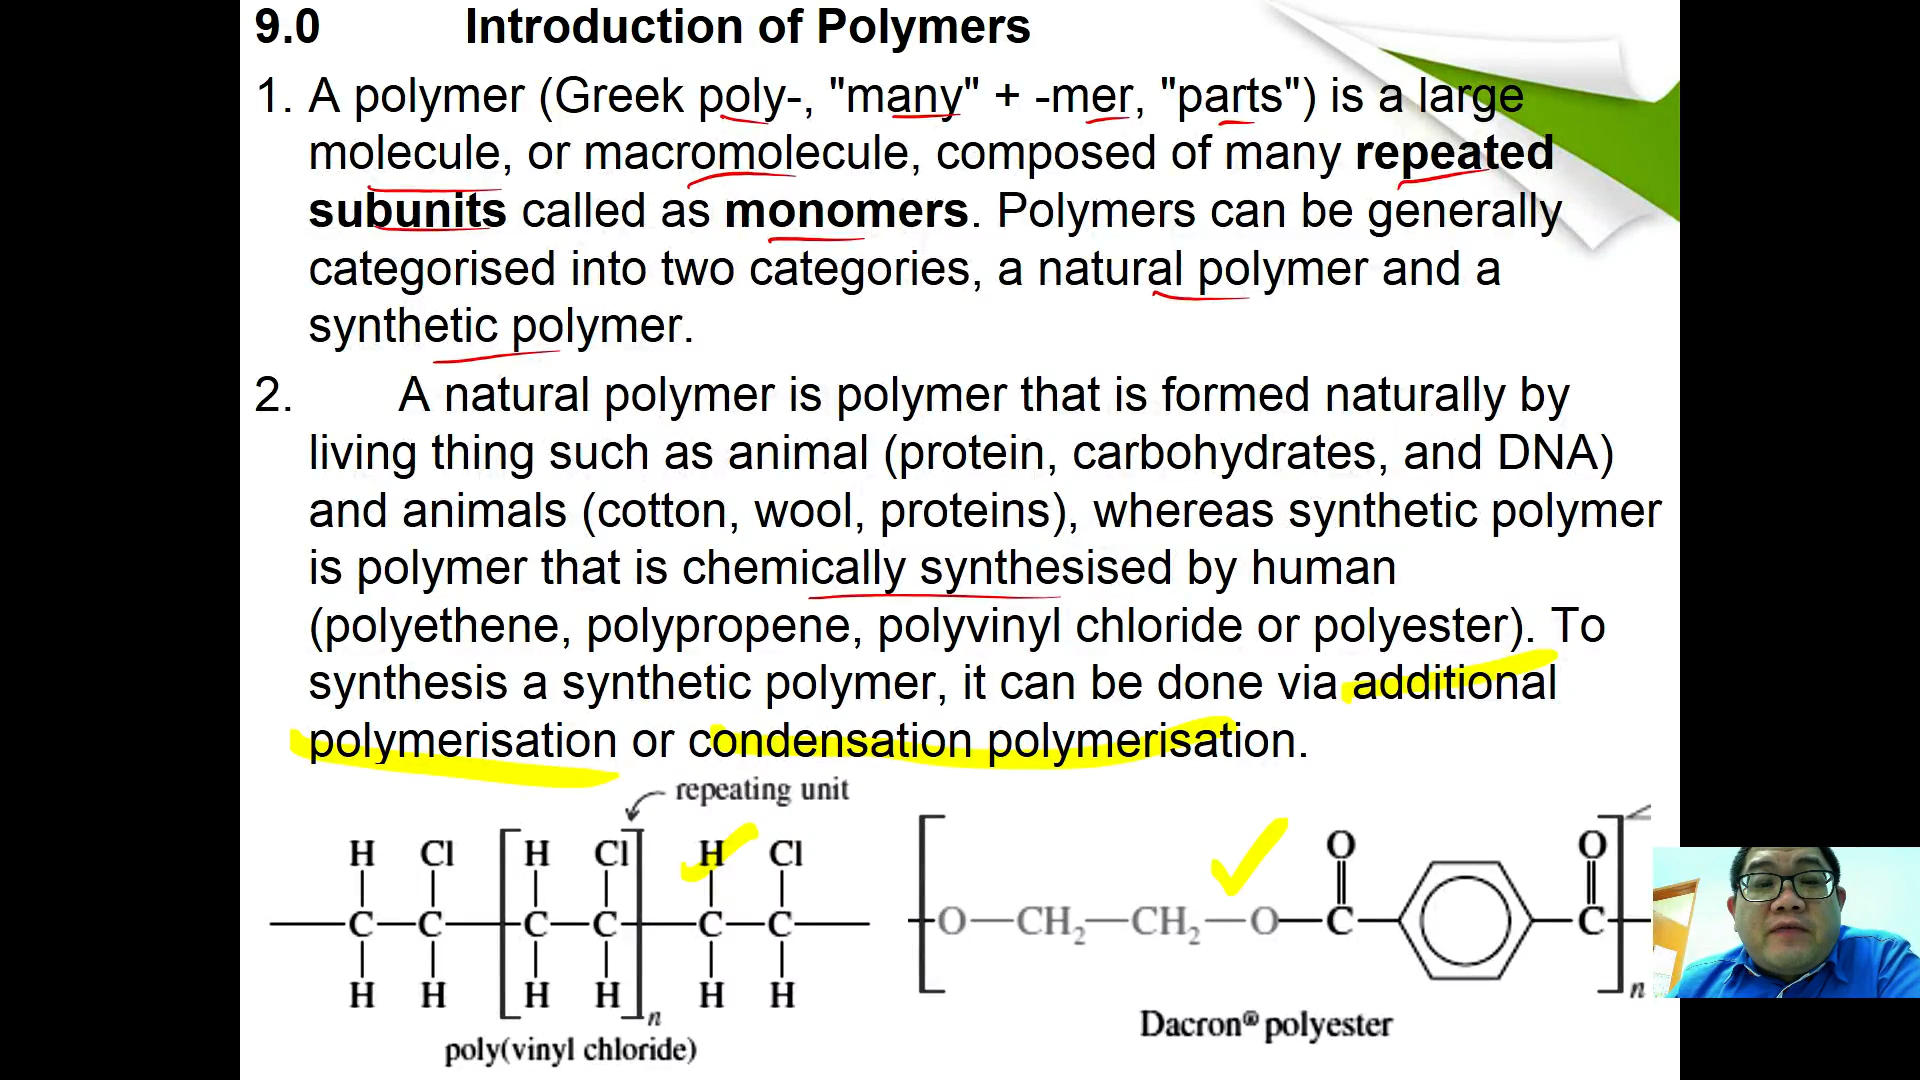 9.0 Introduction of Polymers
1. A polymer (Greek poly-, "many" + -mer, "parts") is a large
molecule, or macromolecule, composed of many repeated
subunits called as monomers. Polymers can be generally
categorised into two categories, a natural polymer and a
synthetic polymer.
2. A natural polymer is polymer that is formed naturally by
living thing such as animal (protein, carbohydrates, and DNA)
and animals (cotton, wool, proteins), whereas synthetic polymer
is polymer that is chemically synthesised by human
(polyethene, polypropene, polyvinyl chloride or polyester). To
synthesis a synthetic polymer, it can be done via additional
polymerisation or condensation polymerisation.
repeating unit
H Cl H Cl H Cl
C C C C C C
H H H H H H
n
poly(vinyl chloride)
O O
O—CH₂—CH₂—O—C C
n
Dacron® polyester